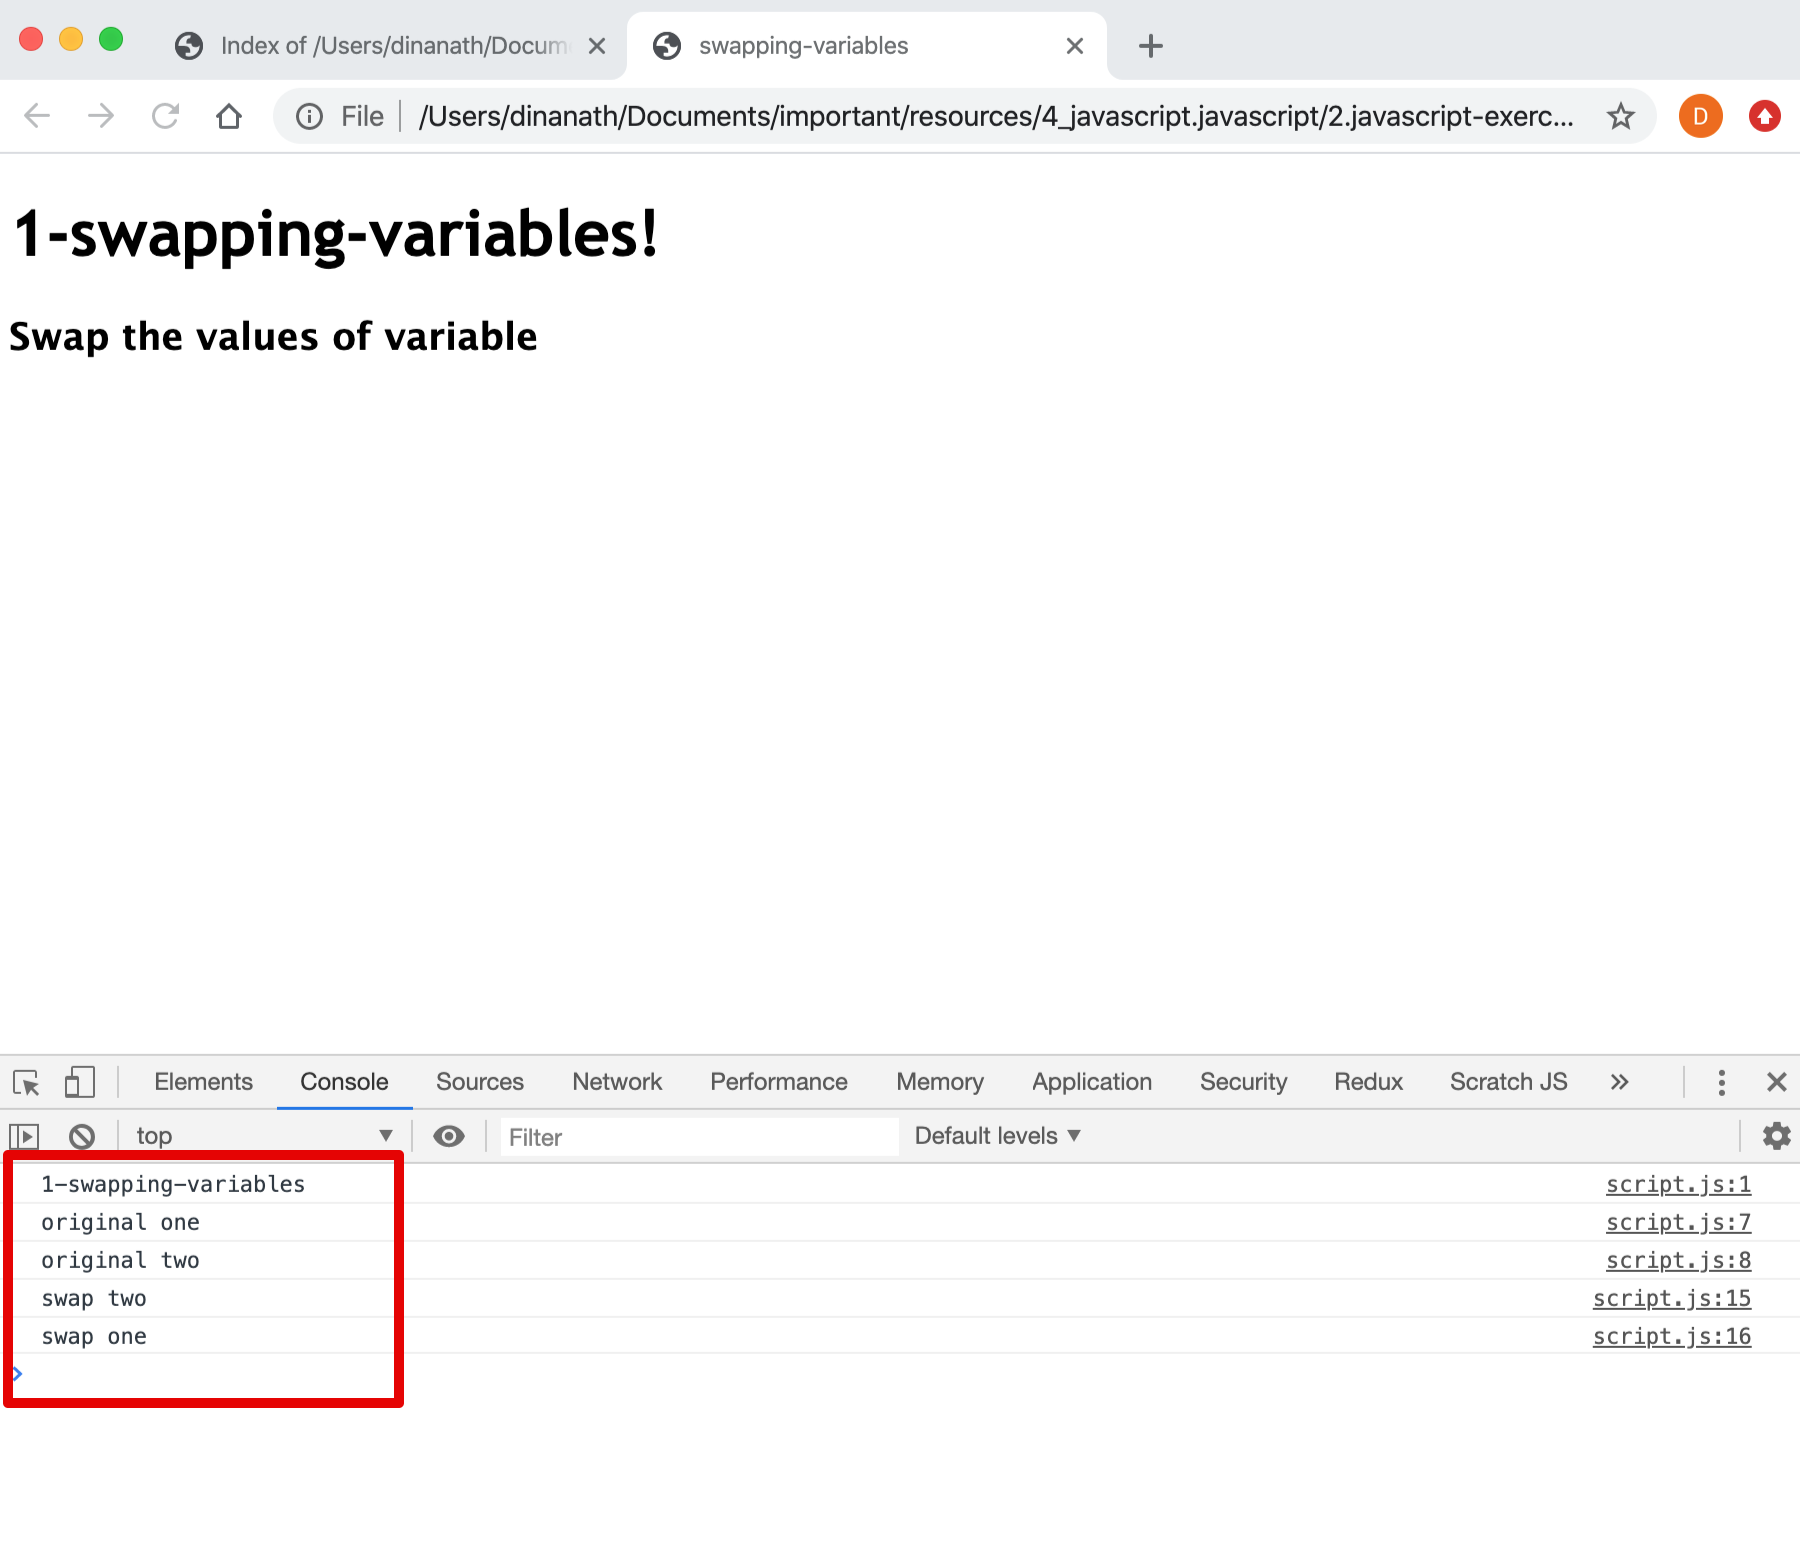 Index of /Users/dinanath/Docum
swapping-variables
File
/Users/dinanath/Documents/important/resources/4_javascript.javascript/2.javascript-exerc...
D
1-swapping-variables!
Swap the values of variable
Elements Console Sources Network Performance Memory Application Security Redux Scratch JS
top Filter Default levels
1-swapping-variables script.js:1
original one script.js:7
original two script.js:8
swap two script.js:15
swap one script.js:16